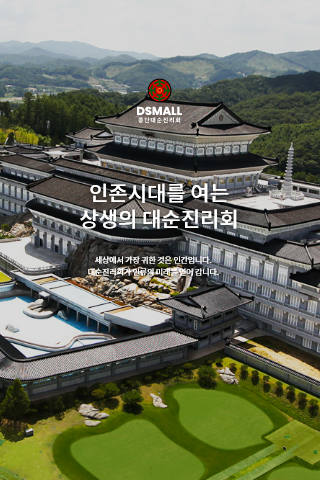 DSMALL
종단대순진리회
인존시대를 여는
상생의 대순진리회
세상에서 가장 귀한 것은 인간입니다.
대순진리회가 인류의 미래를 열어 갑니다.